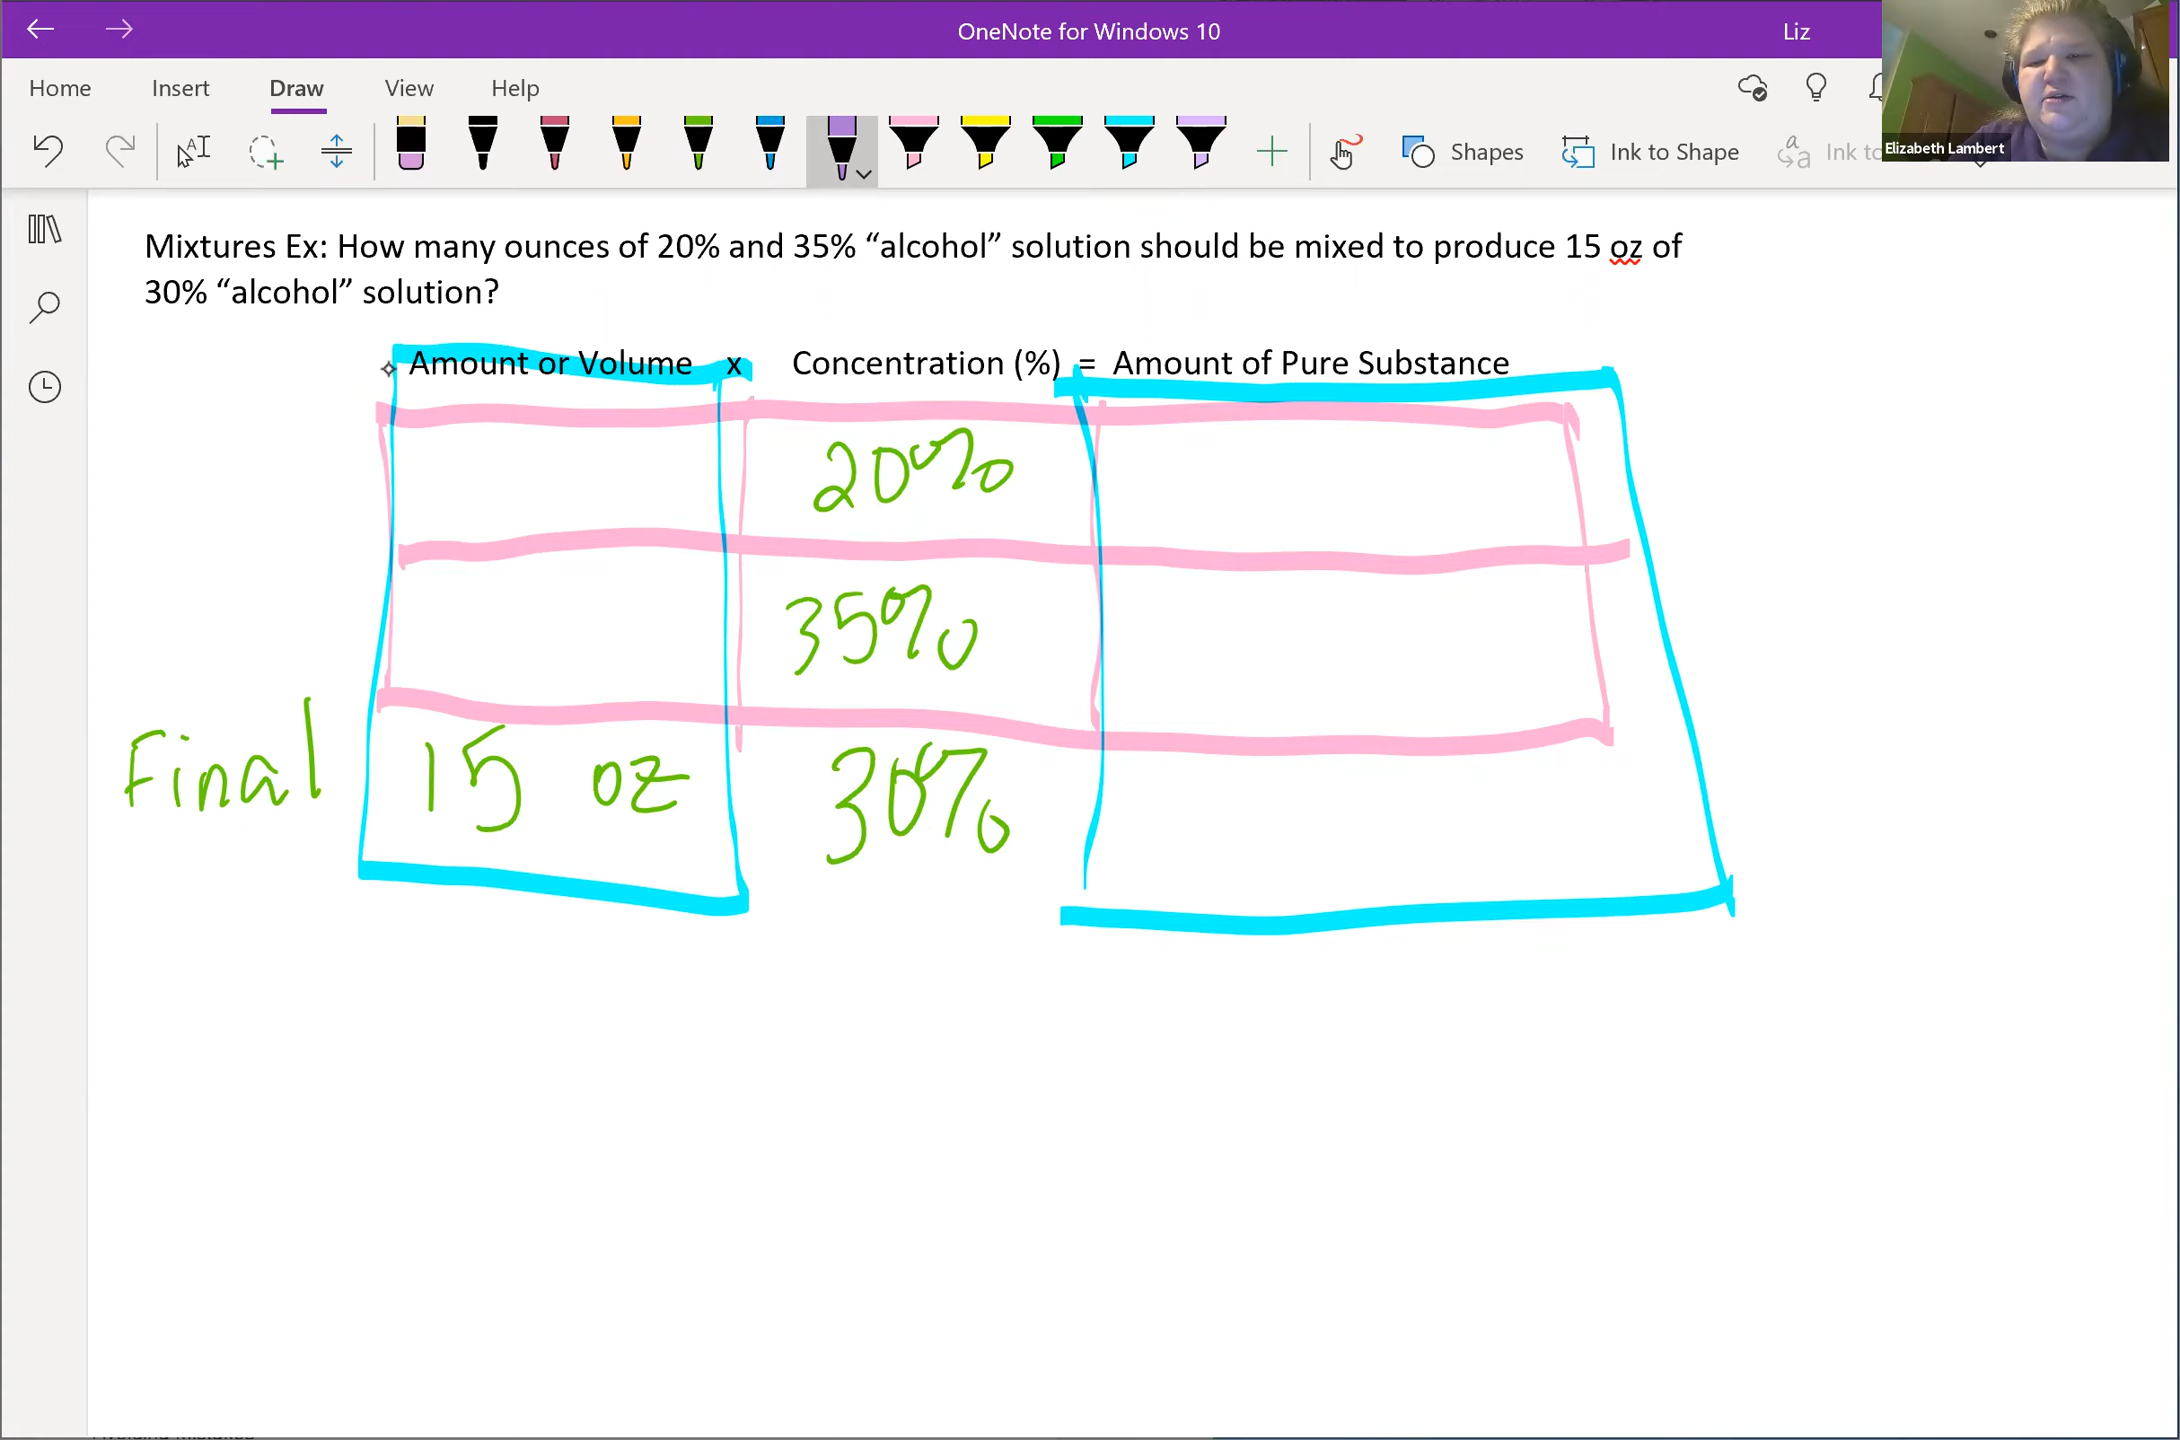 OneNote for Windows 10 Liz
Home Insert Draw View Help
Shapes Ink to Shape Ink to
Elizabeth Lambert
Mixtures Ex: How many ounces of 20% and 35% “alcohol” solution should be mixed to produce 15 oz of
30% “alcohol” solution?
Amount or Volume x Concentration (%) = Amount of Pure Substance
20%
35%
Final 15 oz 30%